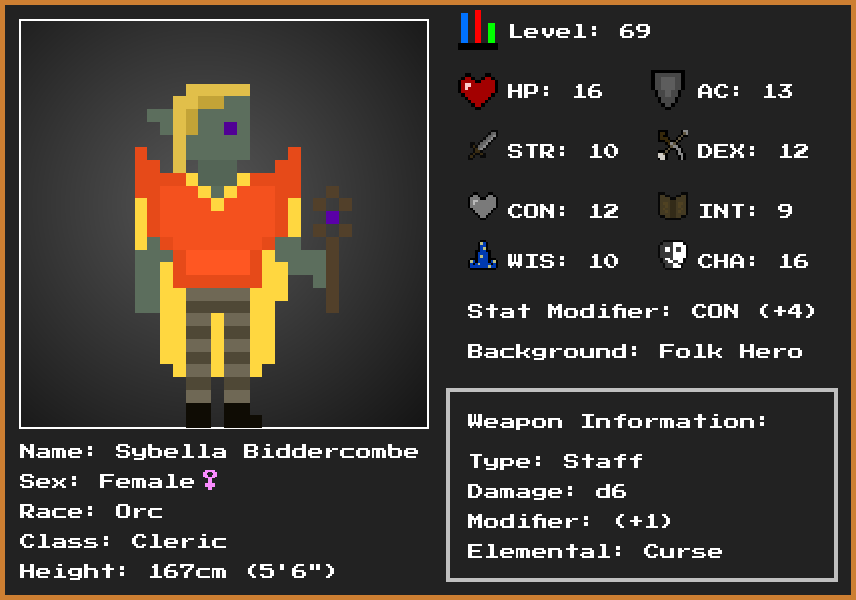 Level: 69
HP: 16
AC: 13
STR: 10
DEX: 12
CON: 12
INT: 9
WIS: 10
CHA: 16
Stat Modifier: CON (+4)
Background: Folk Hero
Weapon Information:
Type: Staff
Damage: d6
Modifier: (+1)
Elemental: Curse
Name: Sybella Biddercombe
Sex: Female♀
Race: Orc
Class: Cleric
Height: 167cm (5'6")